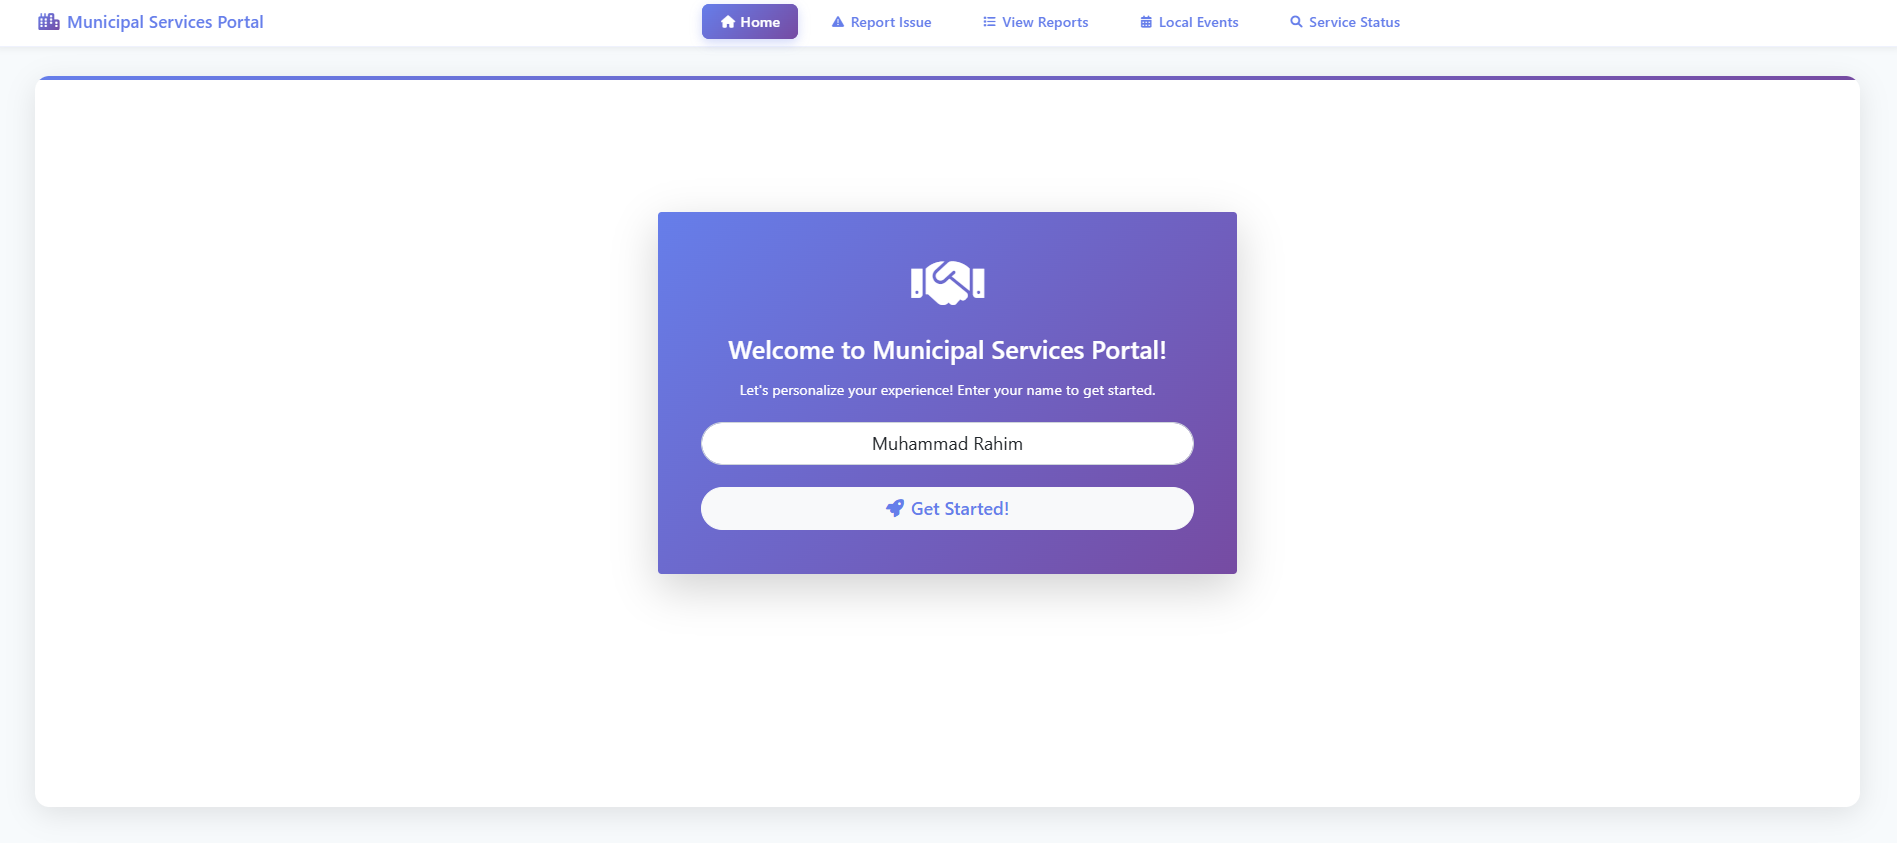 Municipal Services Portal
Home
Report Issue
View Reports
Local Events
Service Status
Welcome to Municipal Services Portal!
Let's personalize your experience! Enter your name to get started.
Muhammad Rahim
Get Started!